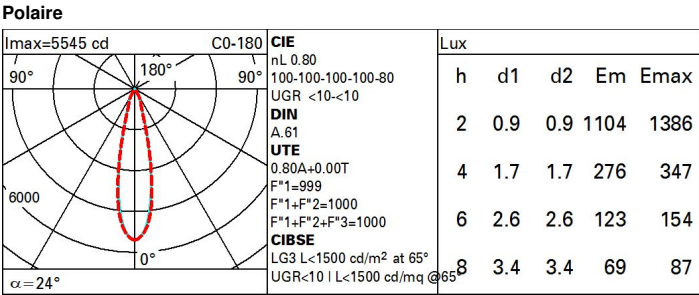 Polaire
Imax=5545 cd C0-180
90° 180° 90°
6000
0°
α=24°
CIE
nL 0.80
100-100-100-100-80
UGR <10-<10
DIN
A.61
UTE
0.80A+0.00T
F"1=999
F"1+F"2=1000
F"1+F"2+F"3=1000
CIBSE
LG3 L<1500 cd/m² at 65°
UGR<10 | L<1500 cd/mq @65°
Lux
h d1 d2 Em Emax
2 0.9 0.9 1104 1386
4 1.7 1.7 276 347
6 2.6 2.6 123 154
8 3.4 3.4 69 87